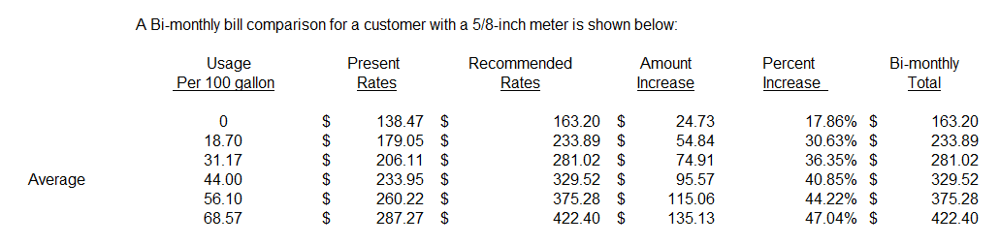 A Bi-monthly bill comparison for a customer with a 5/8-inch meter is shown below:
Usage Present Recommended Amount Percent Bi-monthly
Per 100 gallon Rates Rates Increase Increase Total
0 $ 138.47 $ 163.20 $ 24.73 17.86% $ 163.20
18.70 $ 179.05 $ 233.89 $ 54.84 30.63% $ 233.89
31.17 $ 206.11 $ 281.02 $ 74.91 36.35% $ 281.02
Average 44.00 $ 233.95 $ 329.52 $ 95.57 40.85% $ 329.52
56.10 $ 260.22 $ 375.28 $ 115.06 44.22% $ 375.28
68.57 $ 287.27 $ 422.40 $ 135.13 47.04% $ 422.40